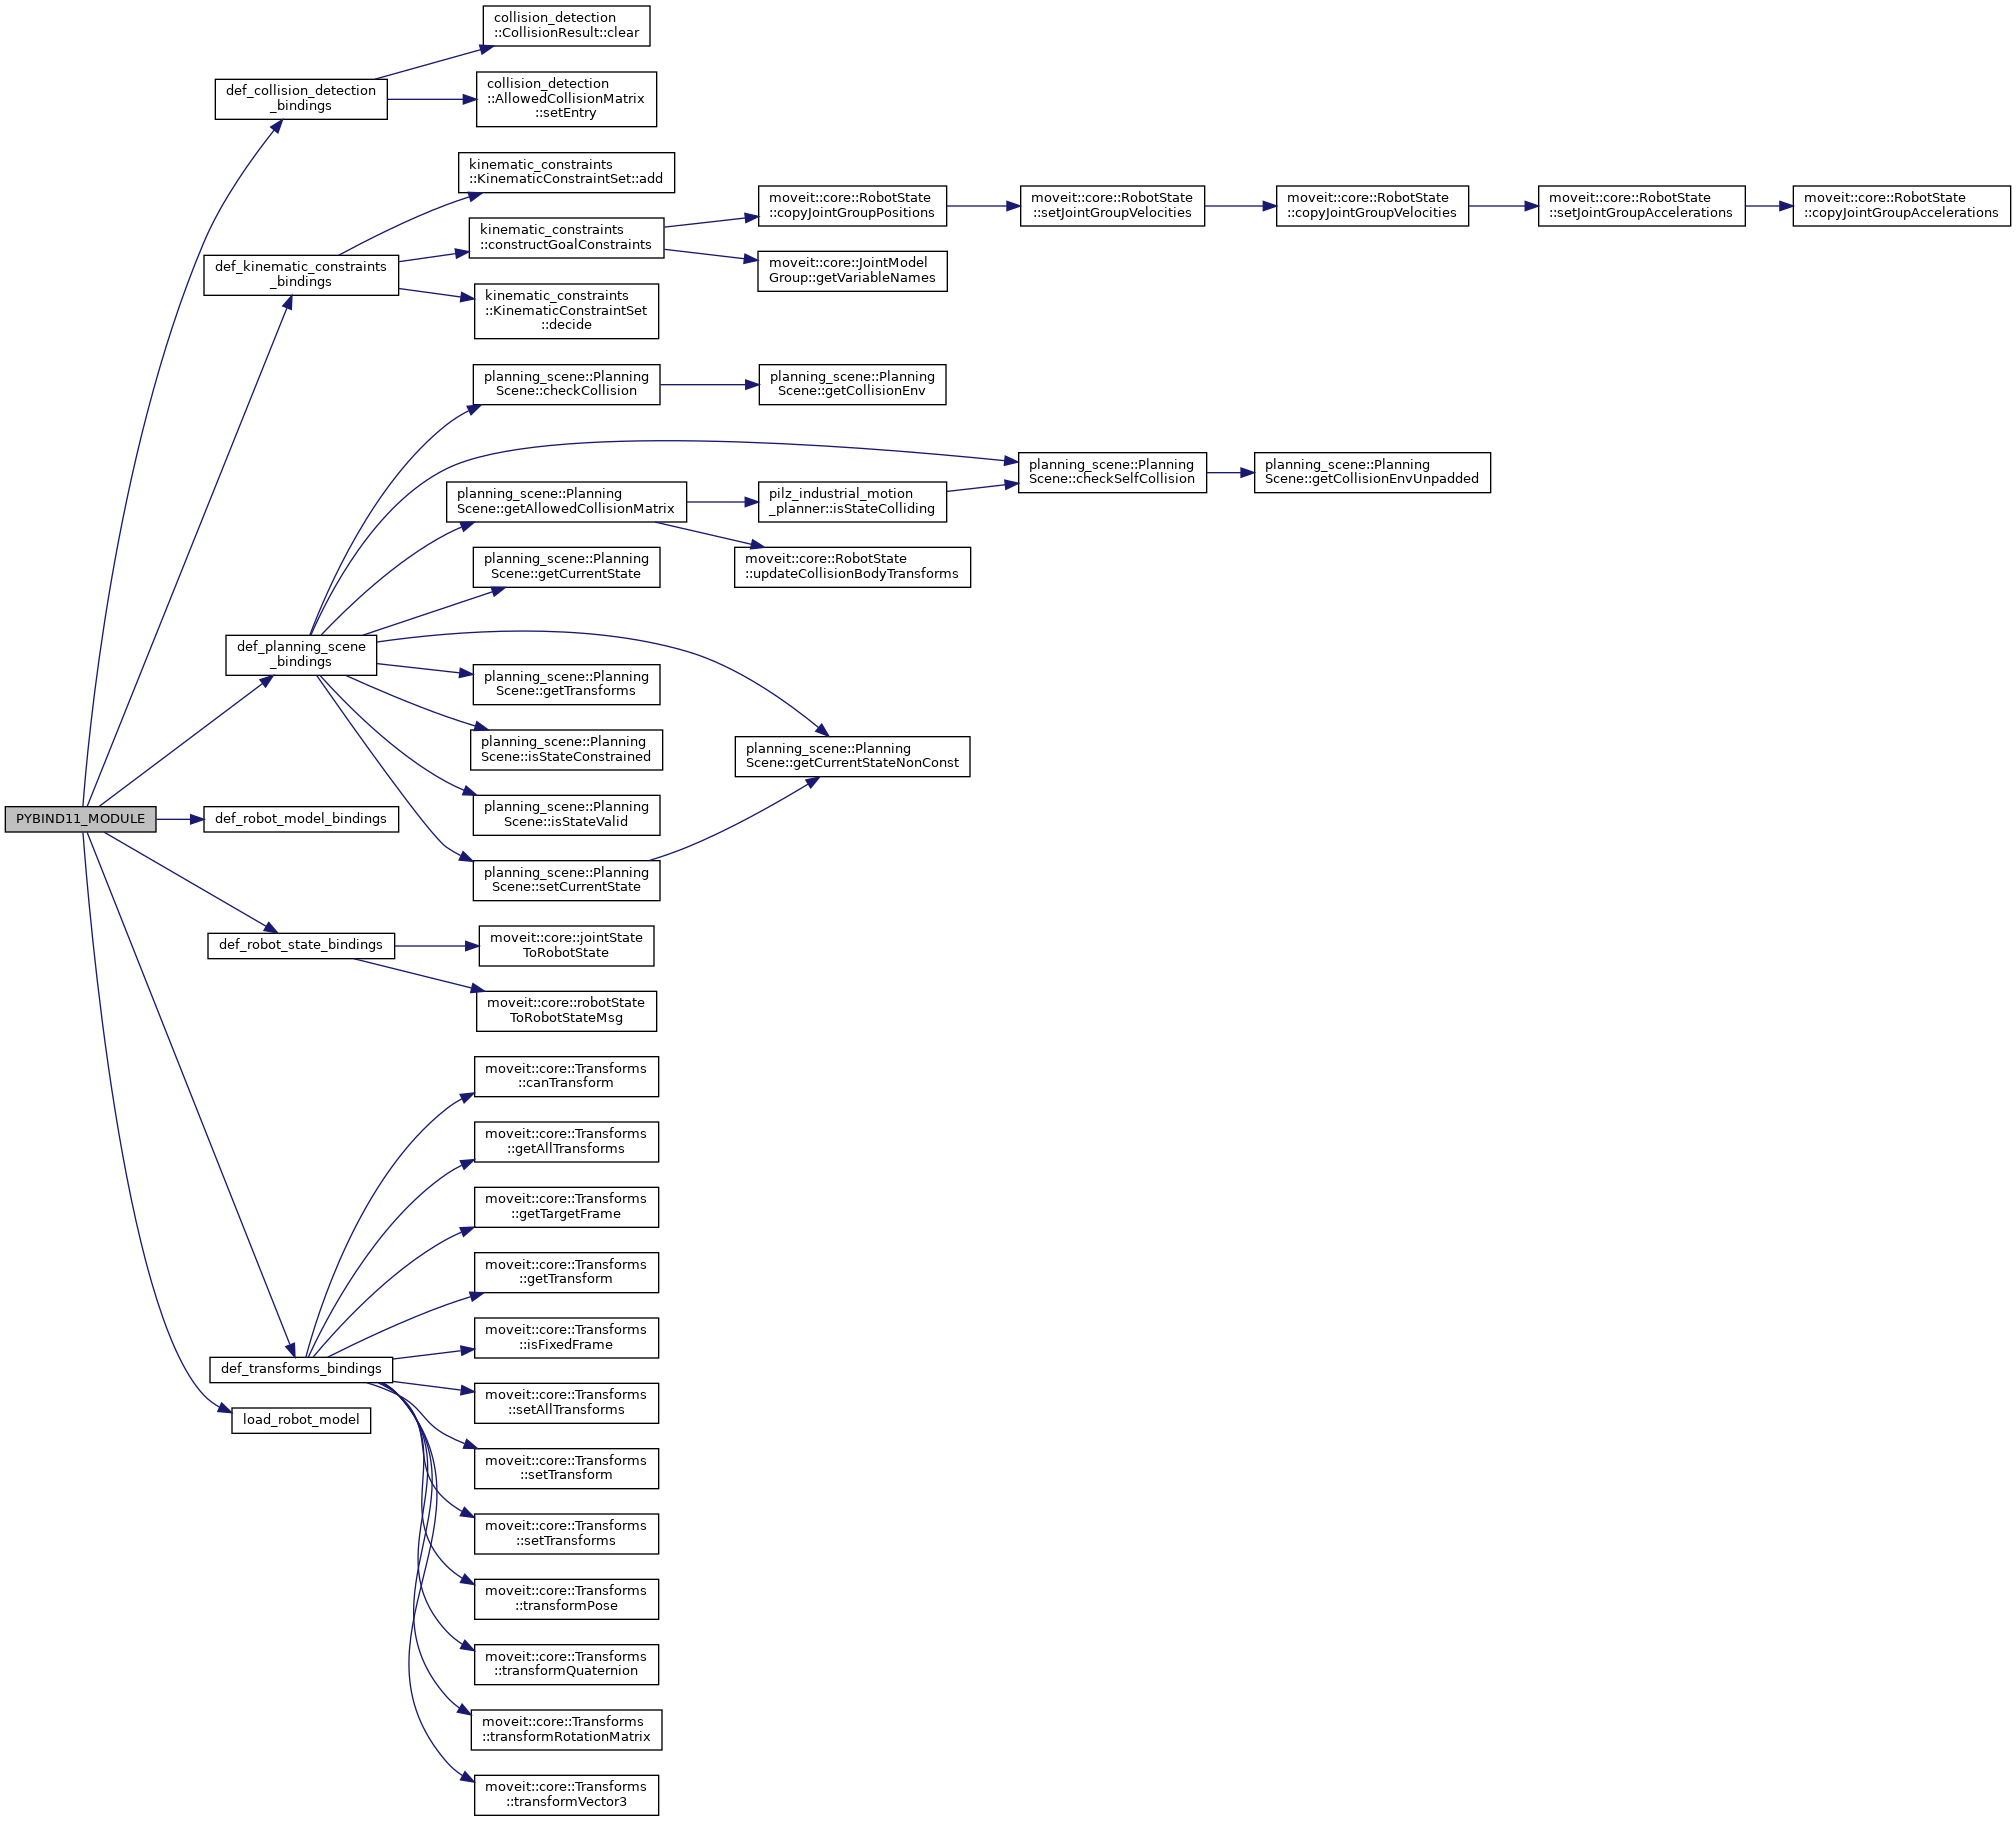 collision_detection
::CollisionResult::clear
def_collision_detection
_bindings
collision_detection
::AllowedCollisionMatrix
::setEntry
kinematic_constraints
::KinematicConstraintSet::add
def_kinematic_constraints
_bindings
kinematic_constraints
::constructGoalConstraints
moveit::core::RobotState
::copyJointGroupPositions
moveit::core::RobotState
::setJointGroupVelocities
moveit::core::RobotState
::copyJointGroupVelocities
moveit::core::RobotState
::setJointGroupAccelerations
moveit::core::RobotState
::copyJointGroupAccelerations
moveit::core::JointModel
Group::getVariableNames
kinematic_constraints
::KinematicConstraintSet
::decide
planning_scene::Planning
Scene::checkCollision
planning_scene::Planning
Scene::getCollisionEnv
planning_scene::Planning
Scene::checkSelfCollision
planning_scene::Planning
Scene::getCollisionEnvUnpadded
planning_scene::Planning
Scene::getAllowedCollisionMatrix
pilz_industrial_motion
_planner::isStateColliding
moveit::core::RobotState
::updateCollisionBodyTransforms
planning_scene::Planning
Scene::getCurrentState
def_planning_scene
_bindings
planning_scene::Planning
Scene::getTransforms
planning_scene::Planning
Scene::isStateConstrained
planning_scene::Planning
Scene::getCurrentStateNonConst
planning_scene::Planning
Scene::isStateValid
PYBIND11_MODULE
def_robot_model_bindings
planning_scene::Planning
Scene::setCurrentState
def_robot_state_bindings
moveit::core::jointState
ToRobotState
moveit::core::robotState
ToRobotStateMsg
moveit::core::Transforms
::canTransform
moveit::core::Transforms
::getAllTransforms
moveit::core::Transforms
::getTargetFrame
moveit::core::Transforms
::getTransform
moveit::core::Transforms
::isFixedFrame
def_transforms_bindings
moveit::core::Transforms
::setAllTransforms
load_robot_model
moveit::core::Transforms
::setTransform
moveit::core::Transforms
::setTransforms
moveit::core::Transforms
::transformPose
moveit::core::Transforms
::transformQuaternion
moveit::core::Transforms
::transformRotationMatrix
moveit::core::Transforms
::transformVector3